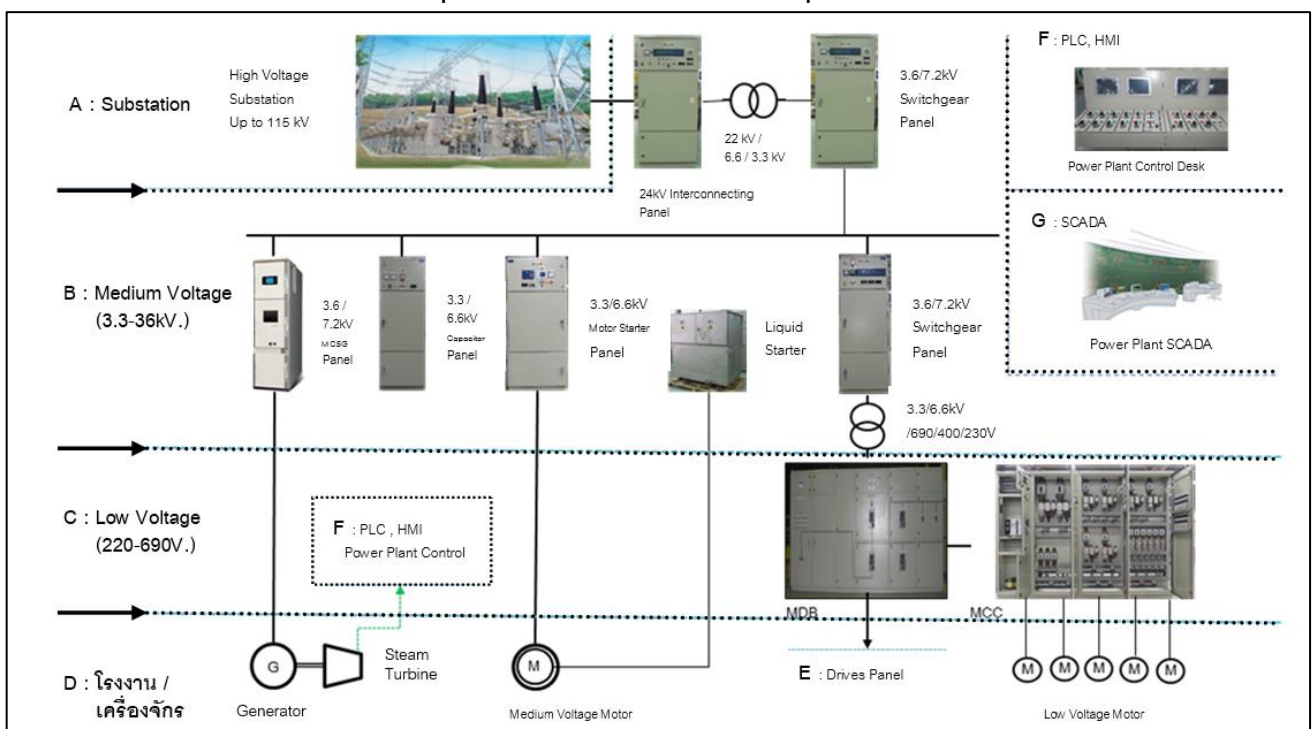 A : Substation
High Voltage
Substation
Up to 115 kV
22 kV /
6.6 / 3.3 kV
24kV Interconnecting
Panel
3.6/7.2kV
Switchgear
Panel
F : PLC, HMI
Power Plant Control Desk
G : SCADA
Power Plant SCADA
B : Medium Voltage
(3.3-36kV.)
3.6 /
7.2kV
MCSG
Panel
3.3 /
6.6kV
Capacitor
Panel
3.3/6.6kV
Motor Starter
Panel
Liquid
Starter
3.6/7.2kV
Switchgear
Panel
3.3/6.6kV
/690/400/230V
C : Low Voltage
(220-690V.)
F : PLC , HMI
Power Plant Control
MDB
MCC
D : โรงงาน /
เครื่องจักร
G
Steam
Turbine
Generator
M
Medium Voltage Motor
E : Drives Panel
M M M M M
Low Voltage Motor